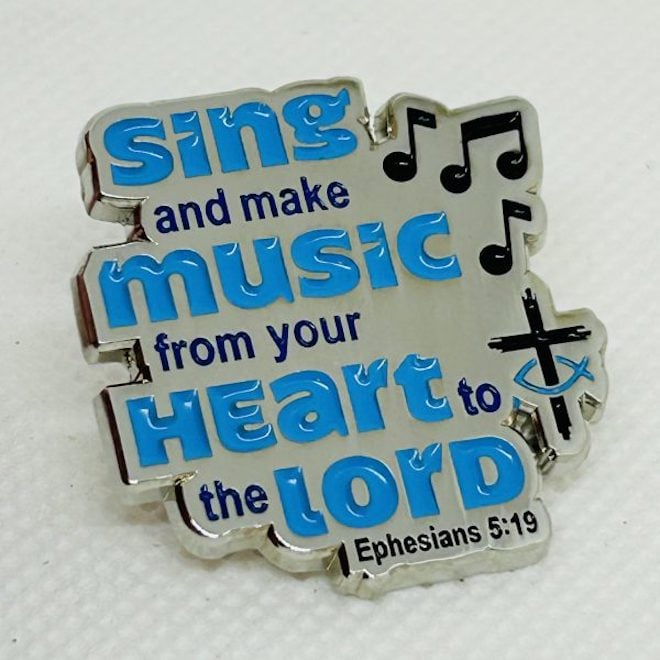 Sing
and make
music
from your
Heart to
the Lord
Ephesians 5:19